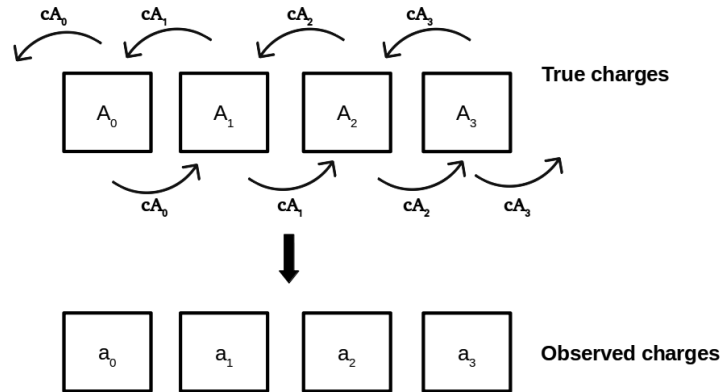 cA₀ cA₁ cA₂ cA₃
True charges
A₀ A₁ A₂ A₃
cA₀ cA₁ cA₂ cA₃
a₀ a₁ a₂ a₃
Observed charges